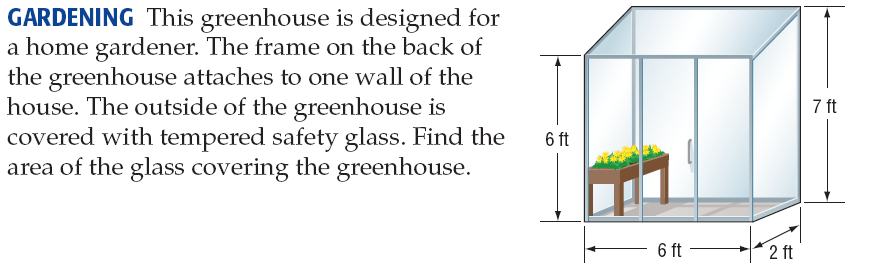 GARDENING This greenhouse is designed for
a home gardener. The frame on the back of
the greenhouse attaches to one wall of the
house. The outside of the greenhouse is
covered with tempered safety glass. Find the
area of the glass covering the greenhouse.
6 ft
7 ft
6 ft
2 ft